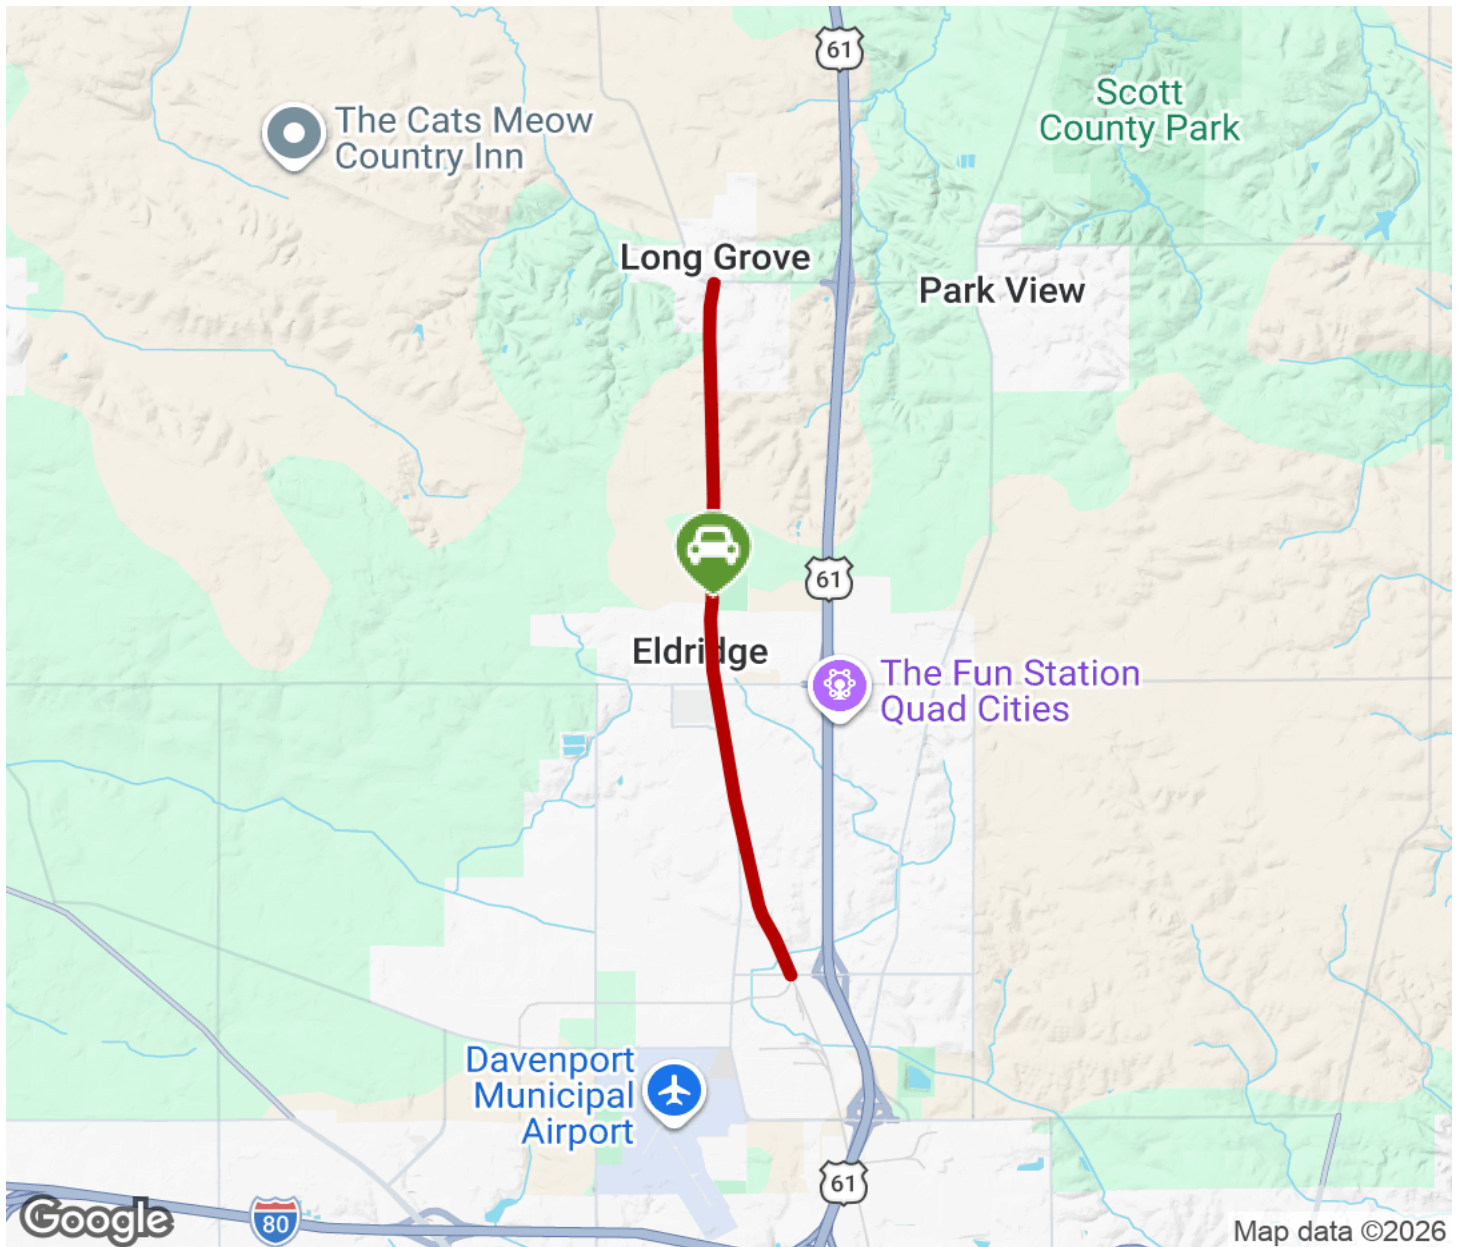 61
Scott
County Park
The Cats Meow
Country Inn
Long Grove
Park View
61
Eldridge
The Fun Station
Quad Cities
Davenport
Municipal
Airport
61
80
Google
Map data ©2026